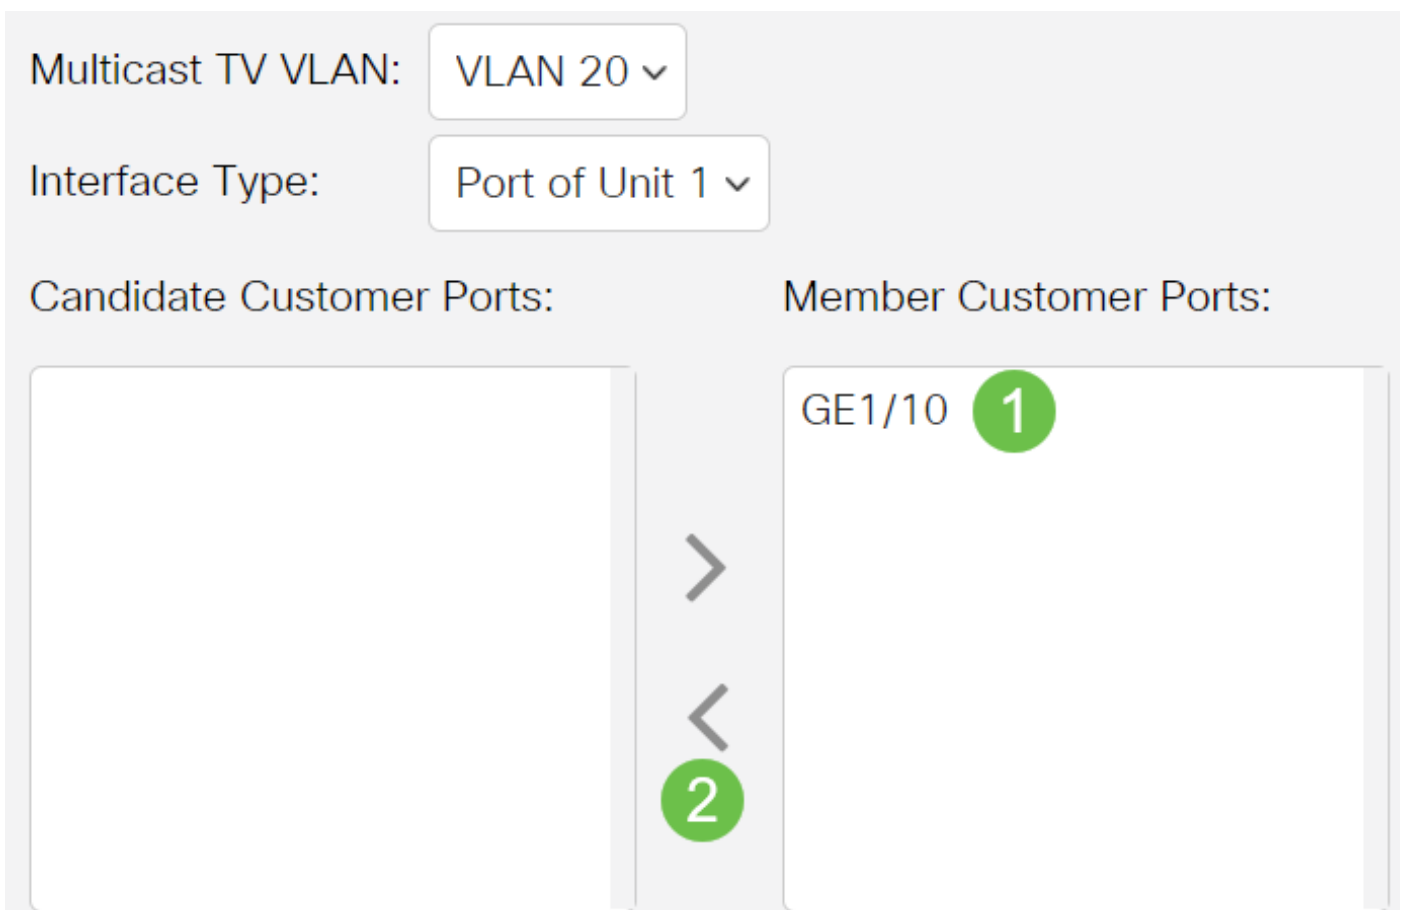 Multicast TV VLAN: VLAN 20
Interface Type: Port of Unit 1
Candidate Customer Ports: Member Customer Ports:
GE1/10 1
2